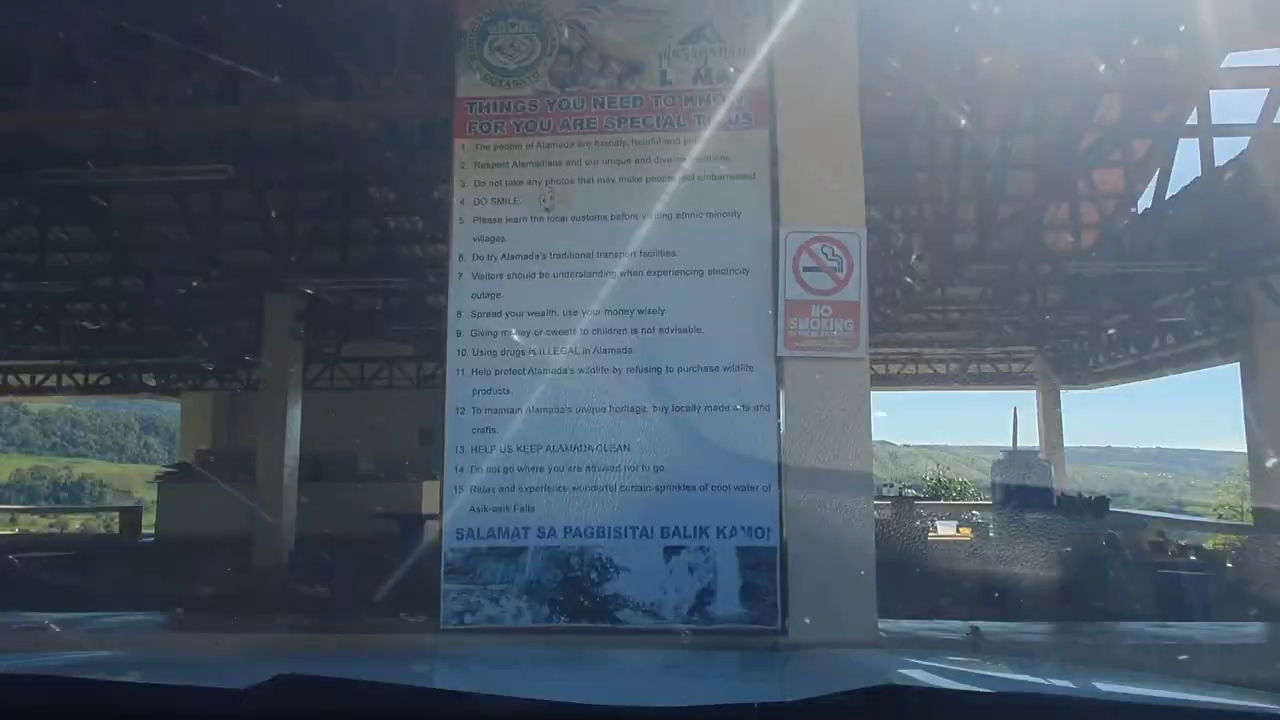 COTABATO
THINGS YOU NEED TO KNOW
FOR YOU ARE SPECIAL TO US
1. The people of Alamada are friendly, helpful and
2. Respect Alamadians and our unique and diverse
3. Do not take any photos that may make people feel embarrassed
4. DO SMILE.
5. Please learn the local customs before visiting ethnic minority
villages.
6. Do try Alamada's traditional transport facilities.
7. Visitors should be understanding when experiencing electricity
outage.
8. Spread your wealth, use your money wisely.
9. Giving money or sweets to children is not advisable.
10. Using drugs is ILLEGAL in Alamada.
11. Help protect Alamada's wildlife by refusing to purchase wildlife
products.
12. To maintain Alamada's unique heritage, buy locally made arts and
crafts.
13. HELP US KEEP ALAMADA CLEAN.
14. Do not go where you are advised not to go.
15. Relax and experience wonderful curtain-sprinkles of cool water of
Asik-asik Falls
SALAMAT SA PAGBISITA! BALIK KAMO!
NO
SMOKING